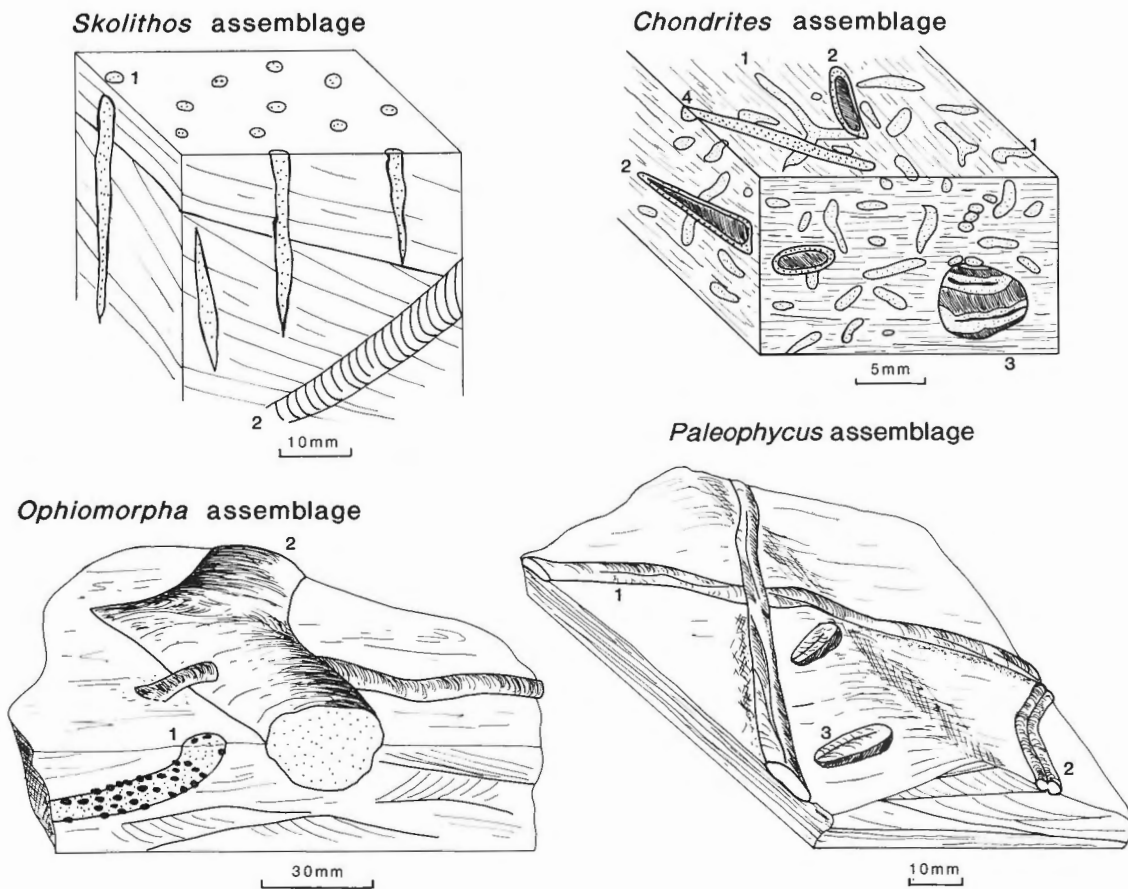 Skolithos assemblage
1
2
10mm
Chondrites assemblage
1
2
4
1
2
3
5mm
Ophiomorpha assemblage
2
1
30mm
Paleophycus assemblage
1
3
2
10mm